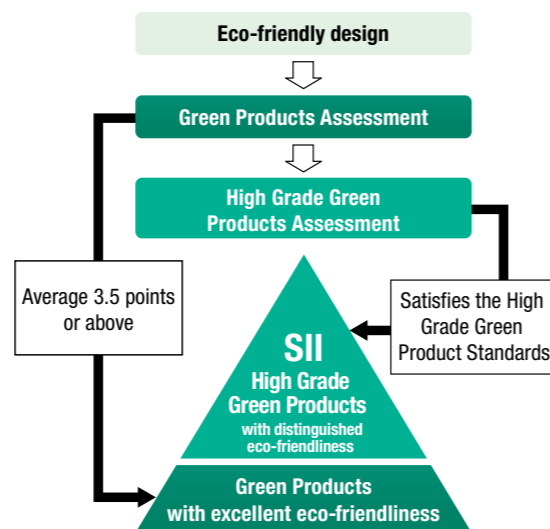 Eco-friendly design
Green Products Assessment
High Grade Green
Products Assessment
Average 3.5 points
or above
Satisfies the High
Grade Green
Product Standards
SII
High Grade
Green Products
with distinguished
eco-friendliness
Green Products
with excellent eco-friendliness